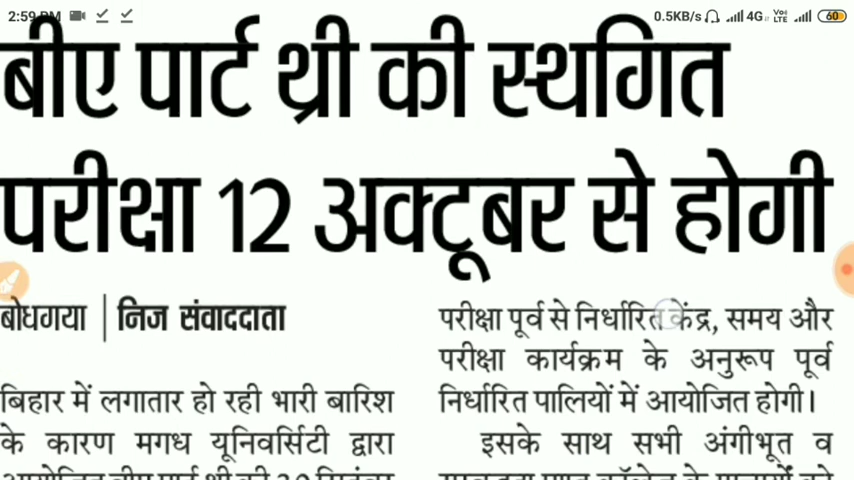 2:59 PM
0.5KB/s 4G VoLTE 60
बीए पार्ट थ्री की स्थगित
परीक्षा 12 अक्टूबर से होगी
बोधगया | निज संवाददाता
बिहार में लगातार हो रही भारी बारिश
के कारण मगध यूनिवर्सिटी द्वारा
परीक्षा पूर्व से निर्धारित केंद्र, समय और
परीक्षा कार्यक्रम के अनुरूप पूर्व
निर्धारित पालियों में आयोजित होगी।
इसके साथ सभी अंगीभूत व